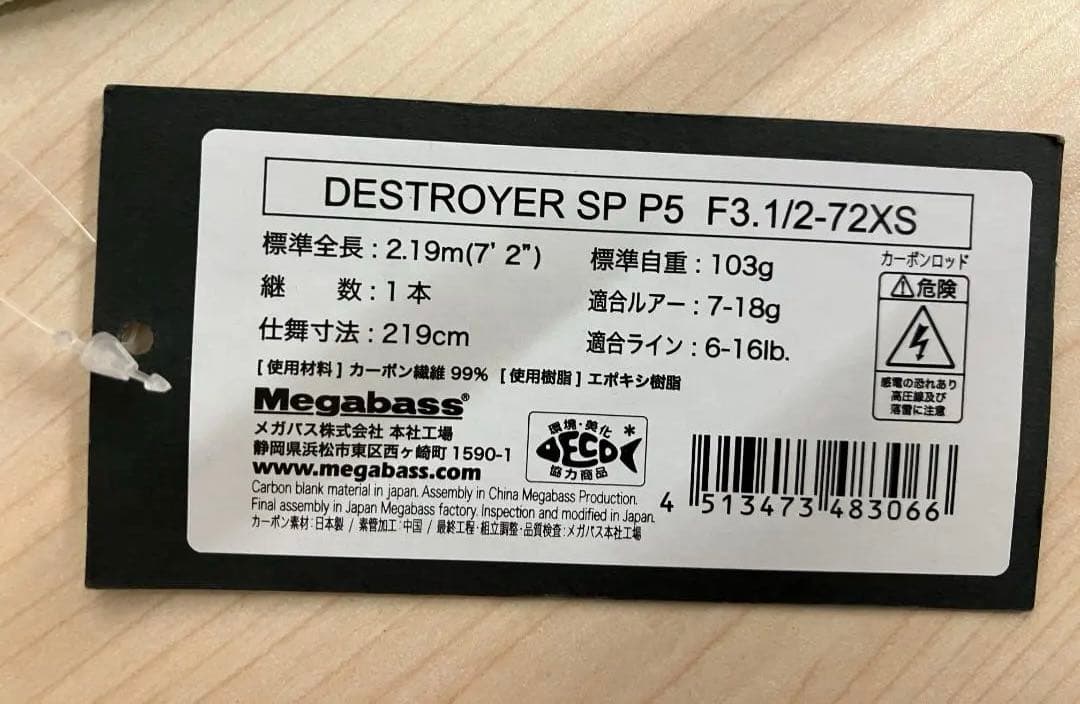 DESTROYER SP P5 F3.1/2-72XS
標準全長 : 2.19m(7' 2")
標準自重 : 103g
継 数 : 1本
適合ルアー : 7-18g
仕舞寸法 : 219cm
適合ライン : 6-16lb.
[使用材料] カーボン繊維 99% [使用樹脂] エポキシ樹脂
カーボンロッド
⚠危険
感電の恐れあり
高圧線及び
落雷に注意
Megabass®
メガバス株式会社 本社工場
静岡県浜松市東区西ヶ崎町 1590-1
www.megabass.com
環境・美化
DECO
協力商品
*
Carbon blank material in japan. Assembly in China Megabass Production.
Final assembly in Japan Megabass factory. Inspection and modified in Japan.
カーボン素材:日本製 / 素管加工:中国 / 最終工程・組立調整・品質検査:メガバス本社工場
4 513473 483066